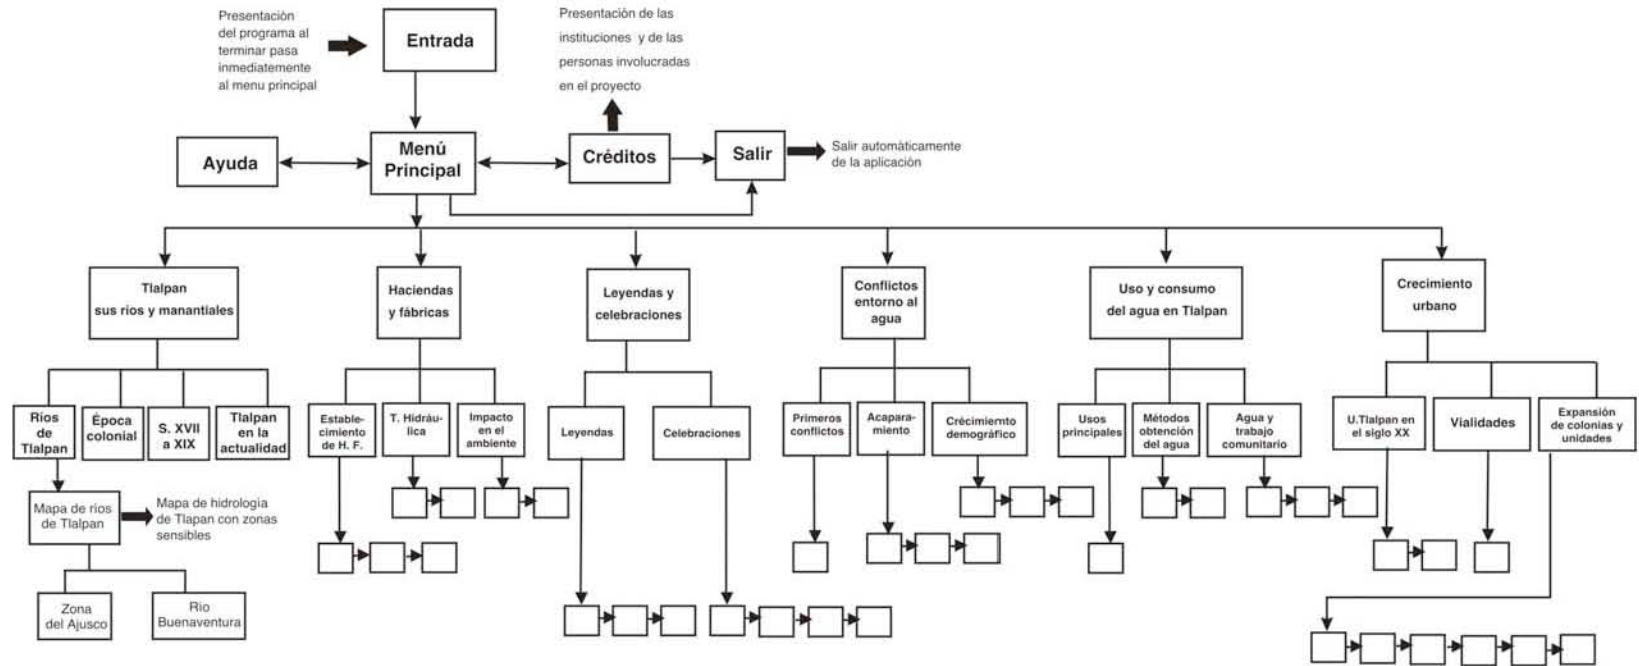 Presentación
del programa al
terminar pasa
inmediatemente
al menu principal
Entrada
Presentación de las
instituciones y de las
personas involucradas
en el proyecto
Ayuda
Menú
Principal
Créditos
Salir
Salir automàticamente
de la aplicación
Tlalpan
sus ríos y manantiales
Haciendas
y fábricas
Leyendas y
celebraciones
Conflictos
entorno al
agua
Uso y consumo
del agua en Tlalpan
Crecimiento
urbano
Ríos
de
Tlalpan
Época
colonial
S. XVII
a XIX
Tlalpan
en la
actualidad
Estable-
cimiento
de H. F.
T. Hidráu-
lica
Impacto
en el
ambiente
Leyendas
Celebraciones
Primeros
conflictos
Acapara-
miento
Crécimiernto
demográfico
Usos
principales
Métodos
obtención
del agua
Agua y
trabajo
comunitario
U.Tlalpan en
el siglo XX
Vialidades
Expansión
de colonias y
unidades
Mapa de ríos
de Tlalpan
Mapa de hidrología
de Tlapan con zonas
sensibles
Zona
del Ajusco
Rio
Buenaventura